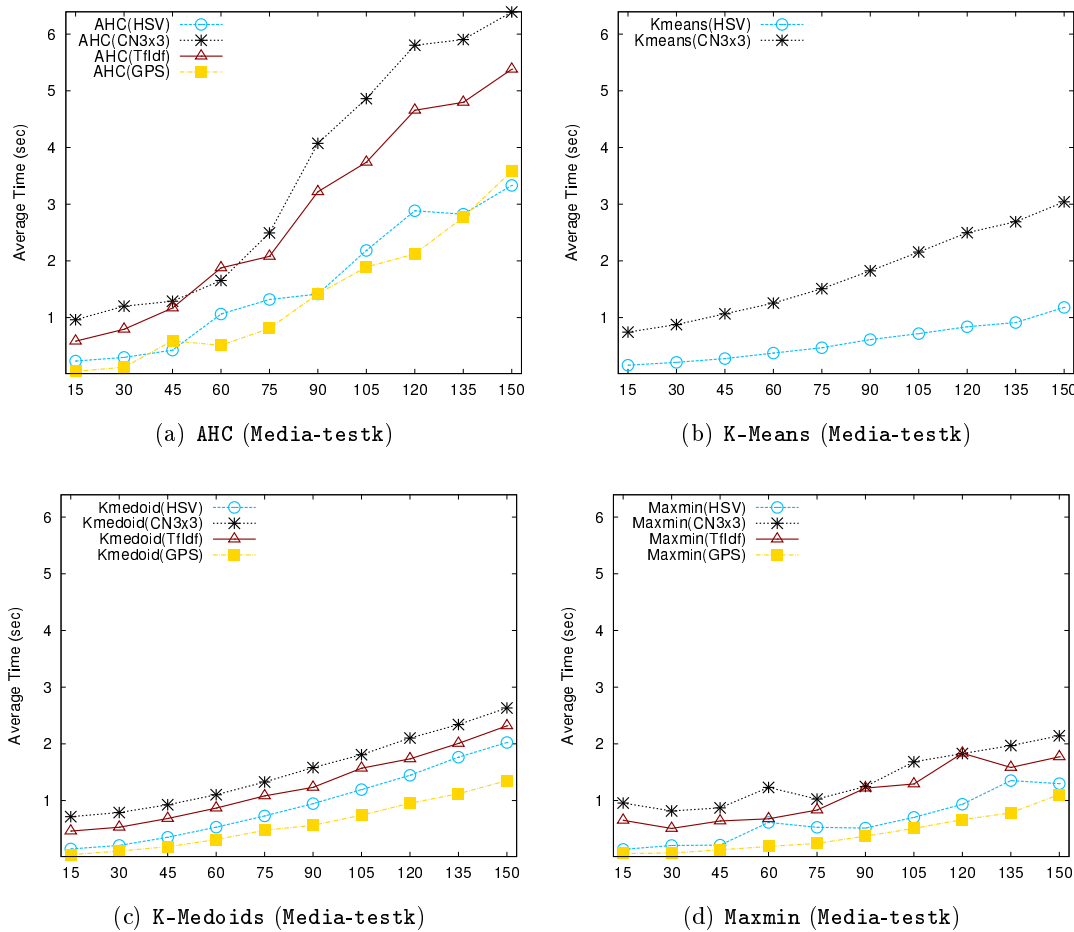 AHC(HSV)
AHC(CN3x3)
AHC(TfIdf)
AHC(GPS)
Average Time (sec)
6
5
4
3
2
1
15 30 45 60 75 90 105 120 135 150
(a) AHC (Media-testk)
Kmeans(HSV)
Kmeans(CN3x3)
Average Time (sec)
6
5
4
3
2
1
15 30 45 60 75 90 105 120 135 150
(b) K-Means (Media-testk)
Kmedoid(HSV)
Kmedoid(CN3x3)
Kmedoid(TfIdf)
Kmedoid(GPS)
Average Time (sec)
6
5
4
3
2
1
15 30 45 60 75 90 105 120 135 150
(c) K-Medoids (Media-testk)
Maxmin(HSV)
Maxmin(CN3x3)
Maxmin(TfIdf)
Maxmin(GPS)
Average Time (sec)
6
5
4
3
2
1
15 30 45 60 75 90 105 120 135 150
(d) Maxmin (Media-testk)